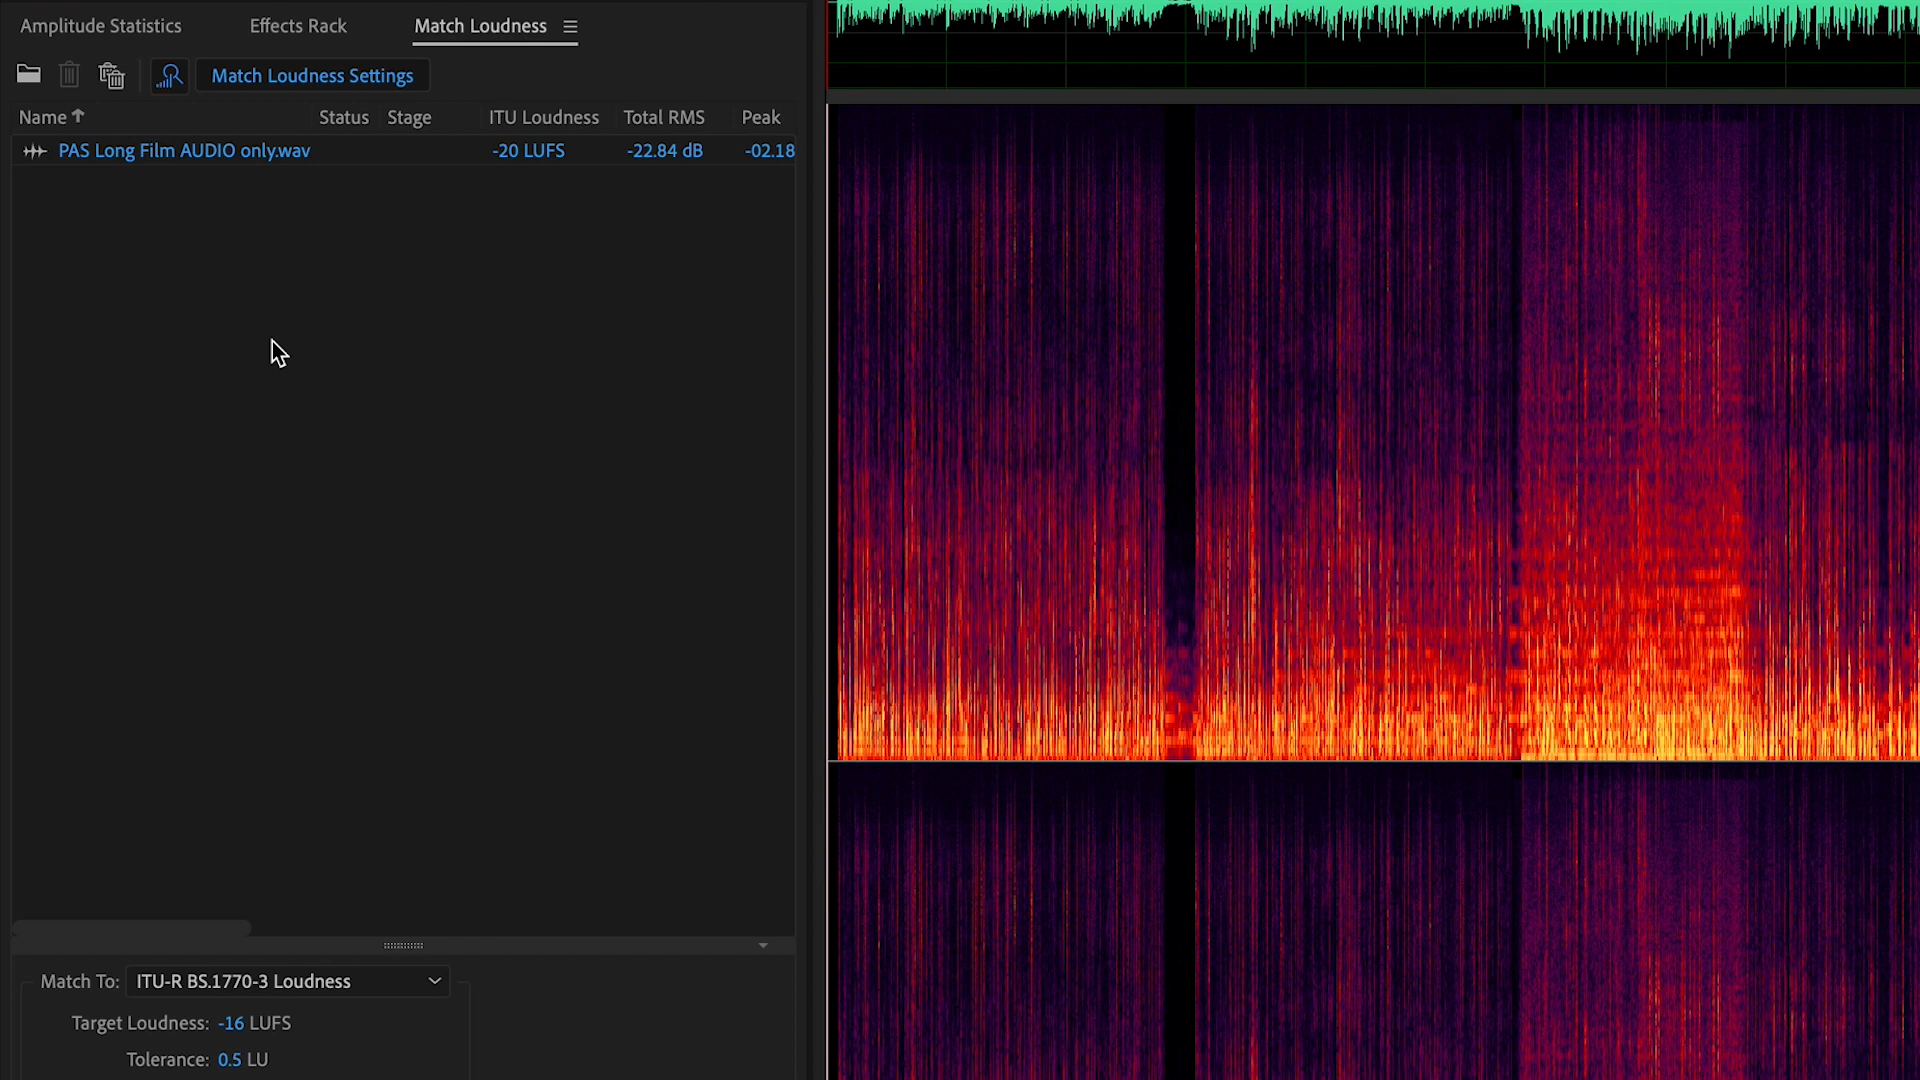 Amplitude Statistics Effects Rack Match Loudness
Match Loudness Settings
Name Status Stage ITU Loudness Total RMS Peak
PAS Long Film AUDIO only.wav -20 LUFS -22.84 dB -02.18
Match To: ITU-R BS.1770-3 Loudness
Target Loudness: -16 LUFS
Tolerance: 0.5 LU